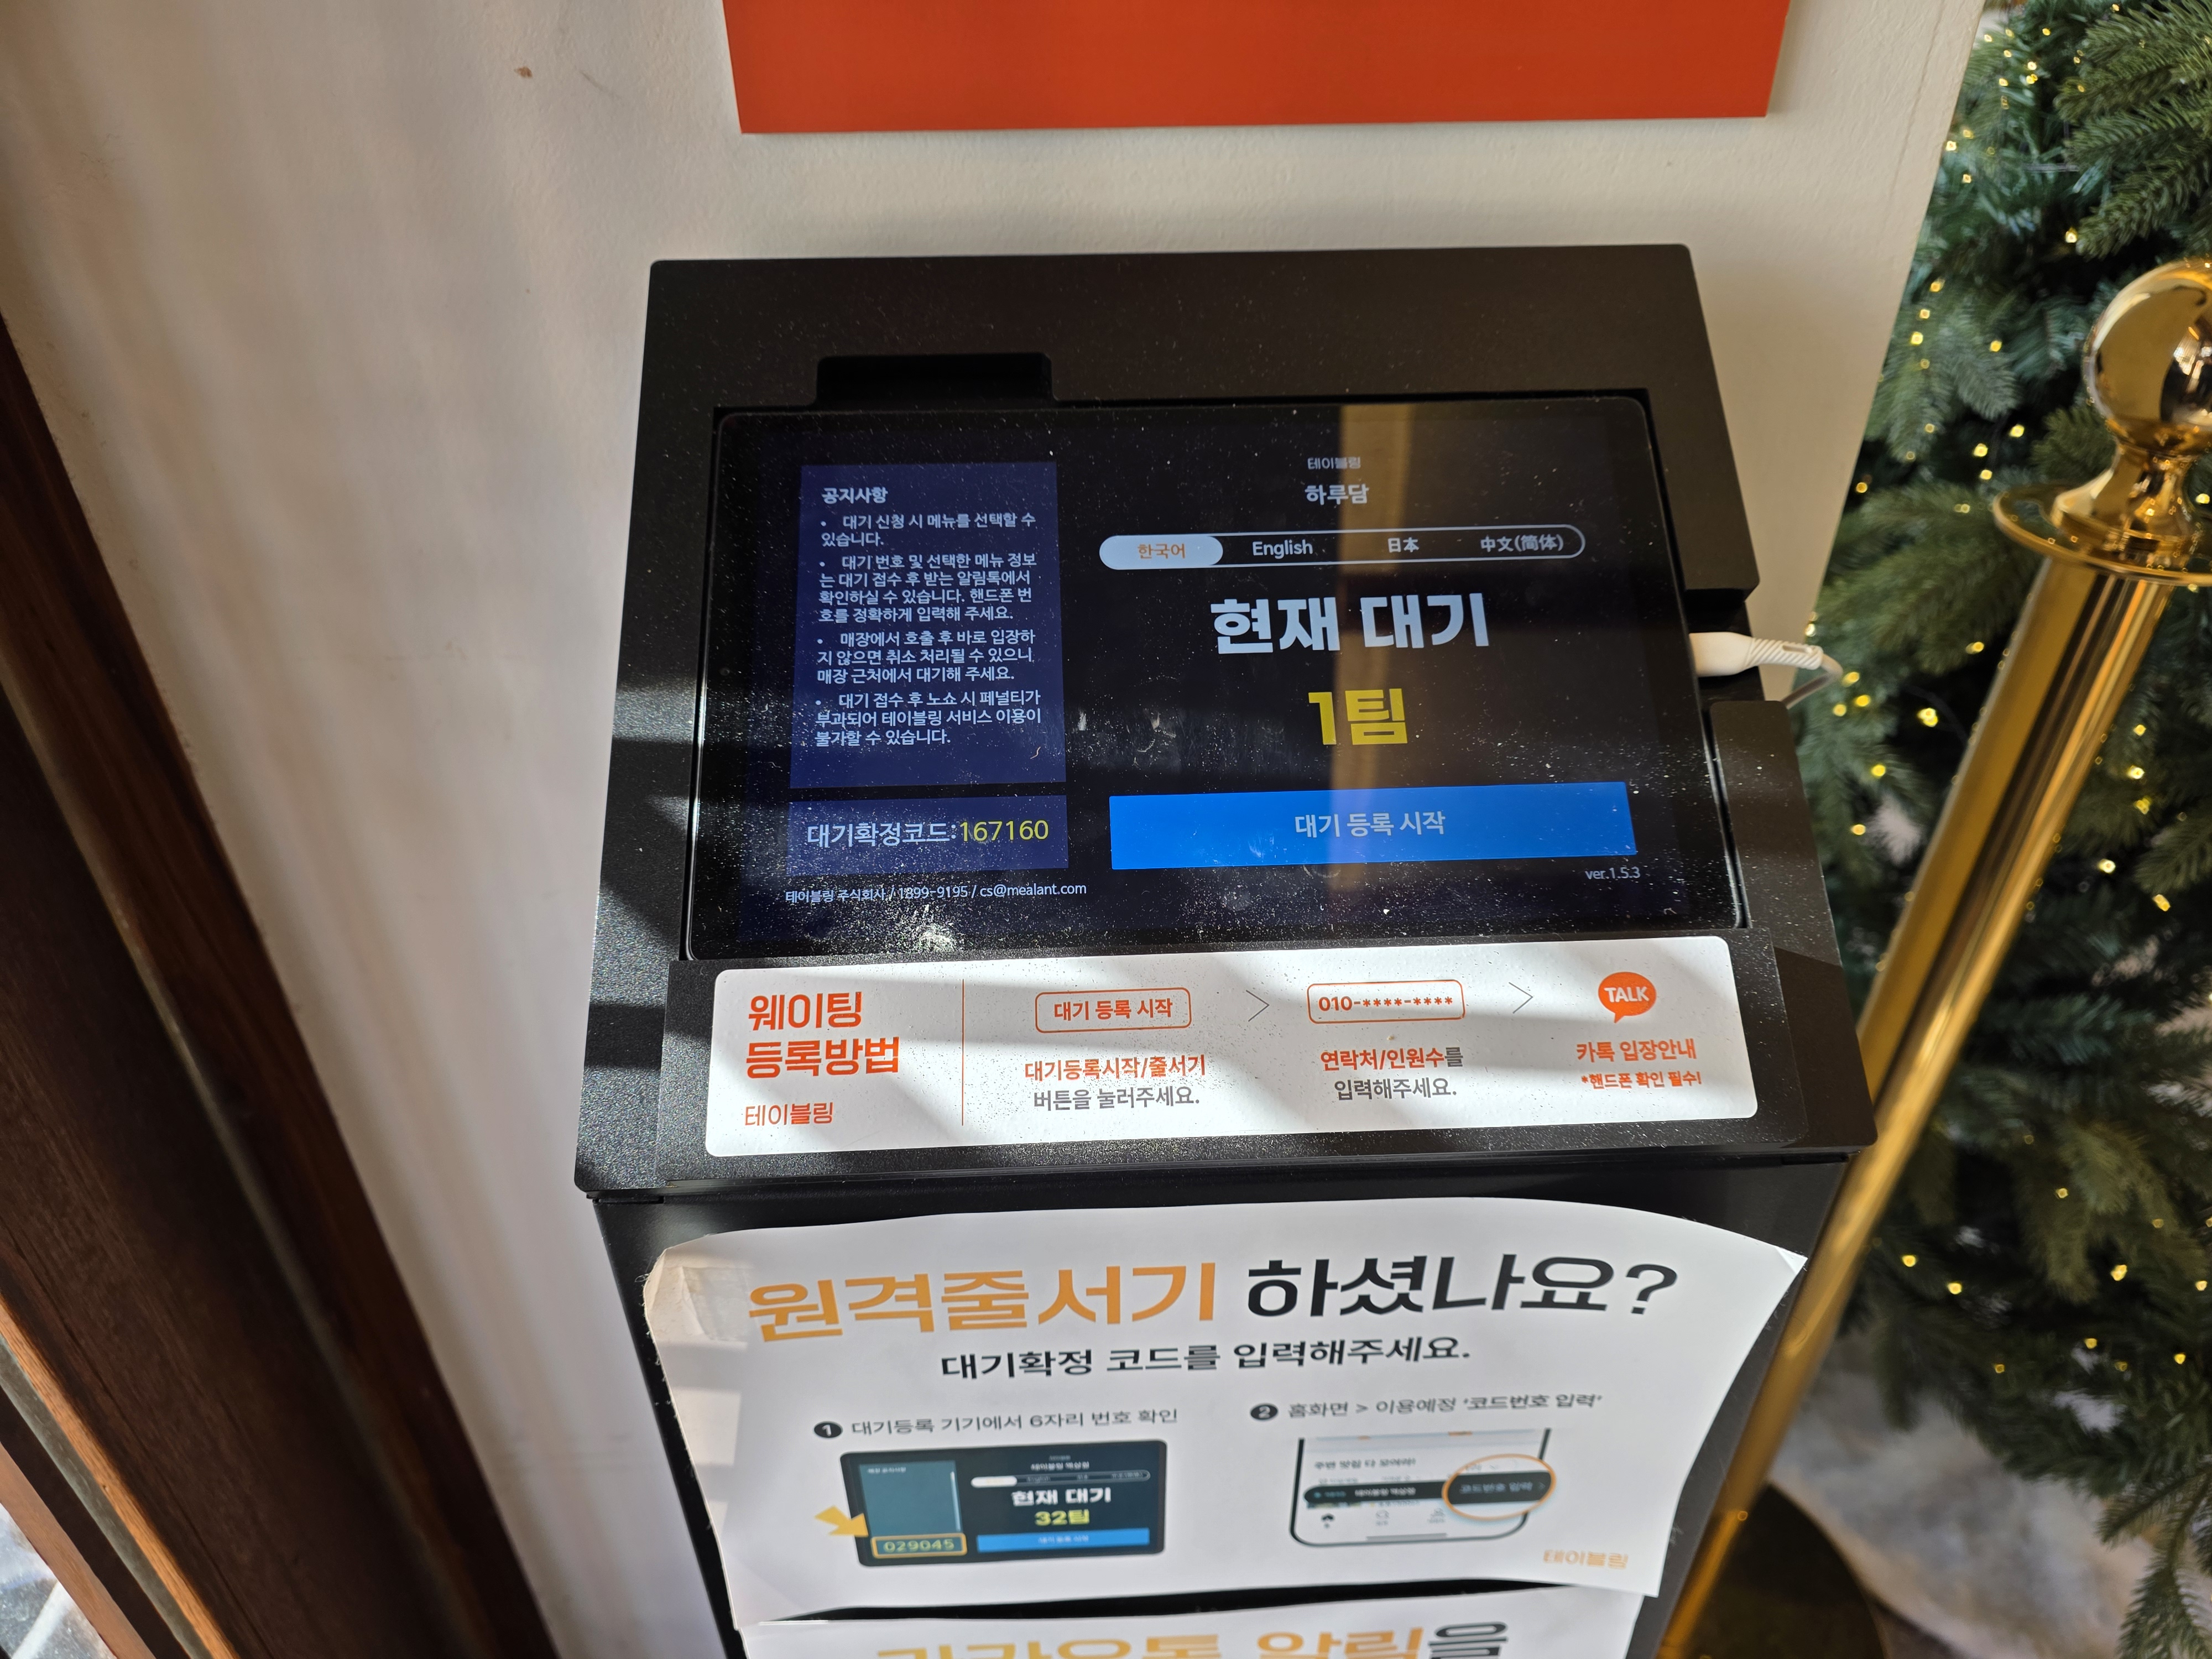 테이블링
하루담
한국어 English 日本 中文(简体)
현재 대기
1팀
대기 등록 시작
ver.1.5.3
공지사항
• 대기 신청 시 메뉴를 선택할 수
있습니다.
• 대기 번호 및 선택한 메뉴 정보
는 대기 접수 후 받는 알림톡에서
확인하실 수 있습니다. 핸드폰 번
호를 정확하게 입력해 주세요.
• 매장에서 호출 후 바로 입장하
지 않으면 취소 처리될 수 있으니
매장 근처에서 대기해 주세요.
• 대기 접수 후 노쇼 시 페널티가
부과되어 테이블링 서비스 이용이
불가할 수 있습니다.
대기확정코드:167160
테이블링 주식회사 / 1899-9195 / cs@mealant.com
웨이팅
등록방법
테이블링
대기 등록 시작
대기등록시작/줄서기
버튼을 눌러주세요.
010-****-****
연락처/인원수를
입력해주세요.
TALK
카톡 입장안내
*핸드폰 확인 필수!
원격줄서기 하셨나요?
대기확정 코드를 입력해주세요.
1 대기등록 기기에서 6자리 번호 확인
현재 대기
32팀
029045
2 홈화면 > 이용예정 '코드번호 입력'
코드번호 입력
테이블링
카카오톡 알림을